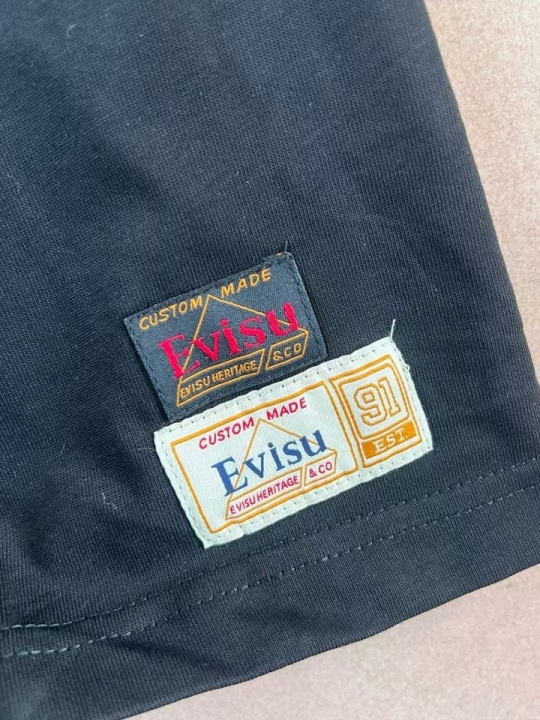 CUSTOM MADE
Evisu
EVISU HERITAGE & CO
CUSTOM MADE
Evisu
EVISU HERITAGE & CO
91
EST.